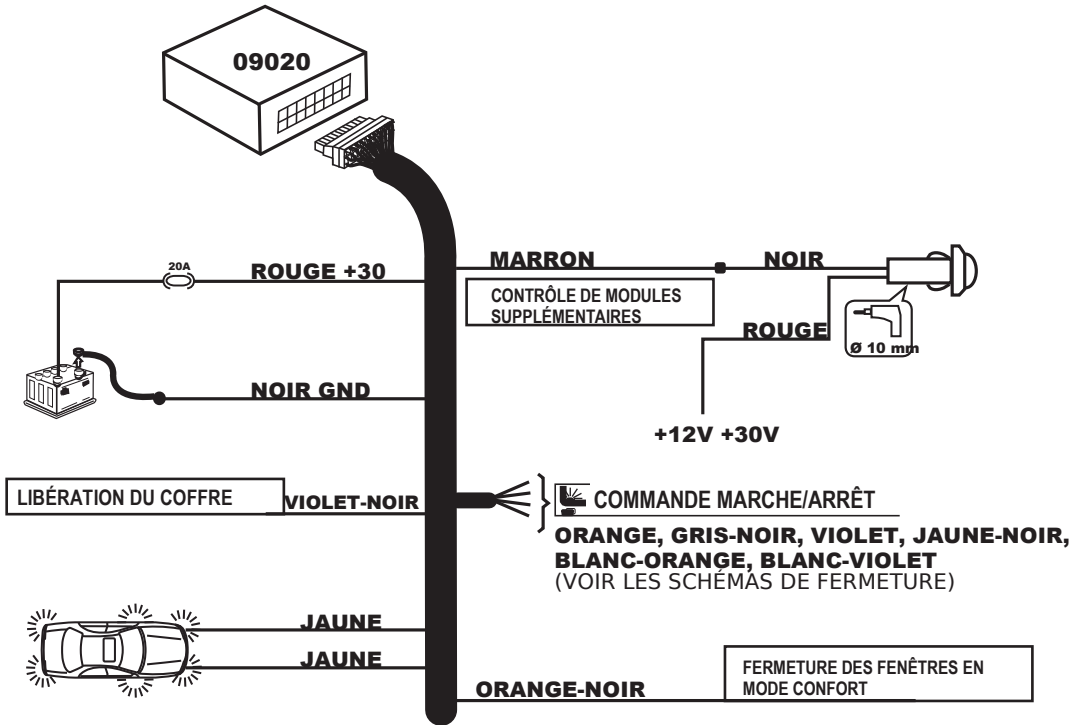 09020
20A
ROUGE +30
MARRON
NOIR
CONTRÔLE DE MODULES
SUPPLÉMENTAIRES
ROUGE
Ø 10 mm
NOIR GND
+12V +30V
LIBÉRATION DU COFFRE
VIOLET-NOIR
COMMANDE MARCHE/ARRÊT
ORANGE, GRIS-NOIR, VIOLET, JAUNE-NOIR,
BLANC-ORANGE, BLANC-VIOLET
(VOIR LES SCHÉMAS DE FERMETURE)
JAUNE
JAUNE
ORANGE-NOIR
FERMETURE DES FENÊTRES EN
MODE CONFORT